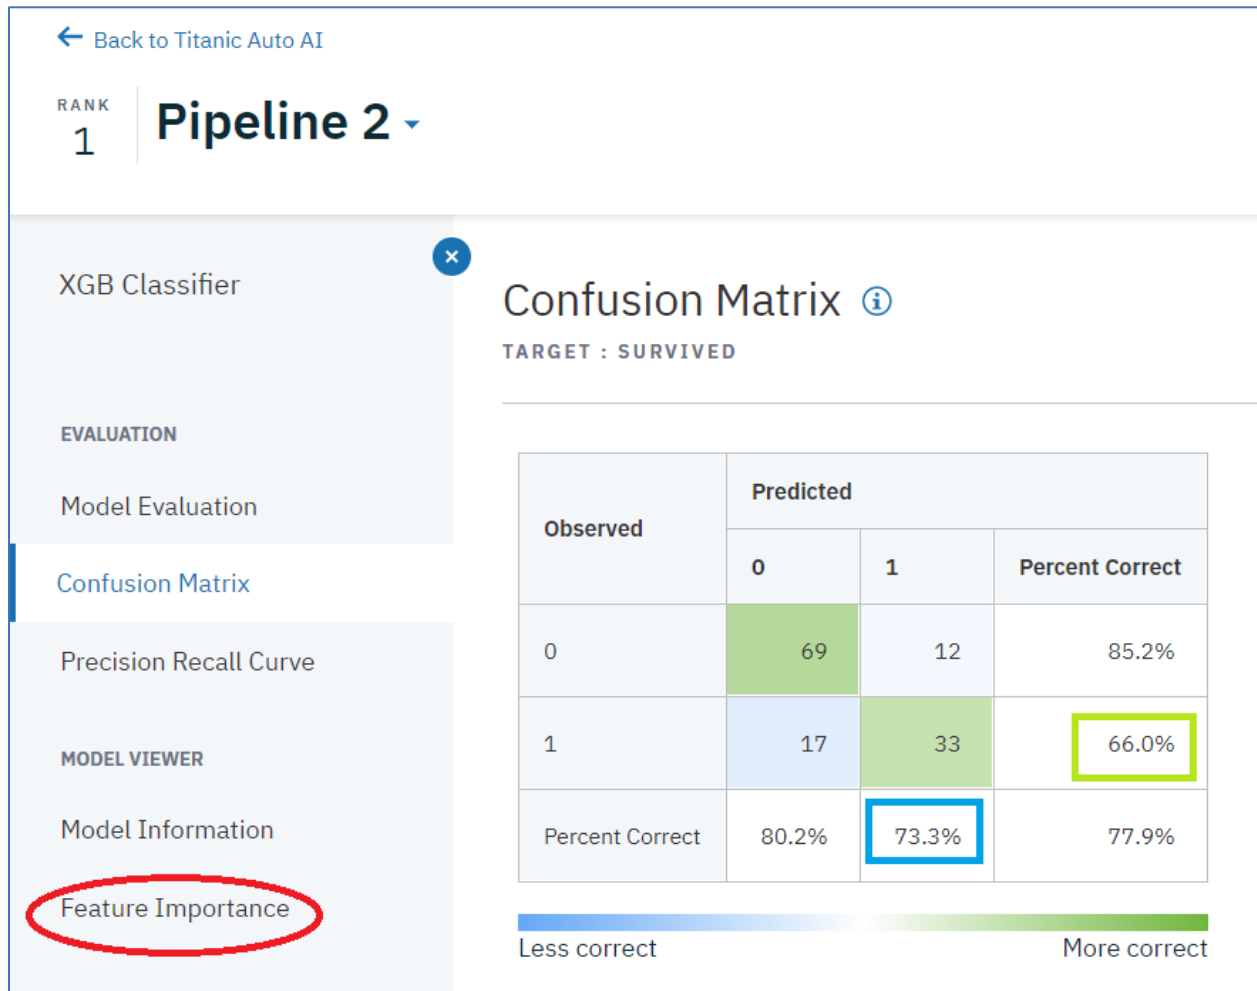 Back to Titanic Auto AI
RANK
1
Pipeline 2
XGB Classifier
EVALUATION
Model Evaluation
Confusion Matrix
Precision Recall Curve
MODEL VIEWER
Model Information
Feature Importance
Confusion Matrix
TARGET : SURVIVED
Observed
Predicted
0 1 Percent Correct
0 69 12 85.2%
1 17 33 66.0%
Percent Correct 80.2% 73.3% 77.9%
Less correct More correct